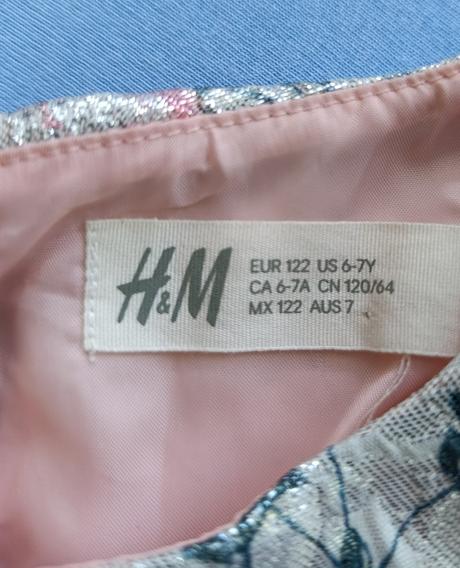 H&M
EUR 122 US 6-7Y
CA 6-7A CN 120/64
MX 122 AUS 7